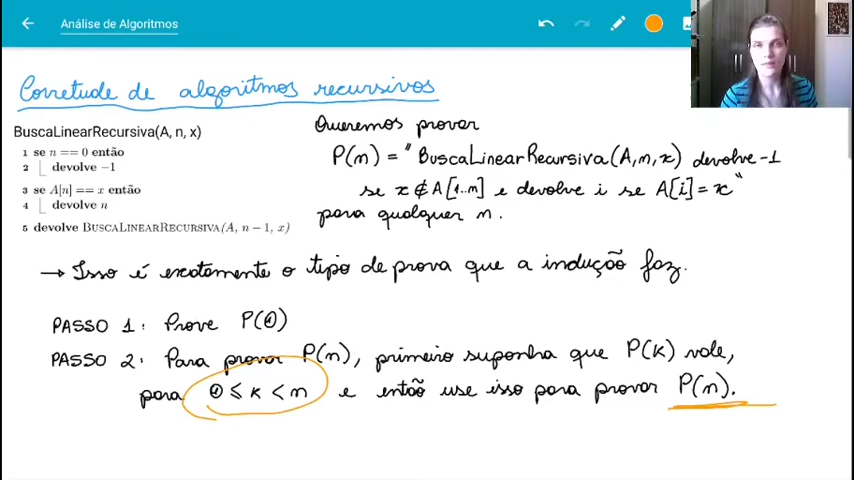 Análise de Algoritmos
Corretude de algoritmos recursivos
BuscaLinearRecursiva(A, n, x)
1 se n == 0 então
2 devolve −1
3 se A[n] == x então
4 devolve n
5 devolve BUSCALINEARRECURSIVA(A, n − 1, x)
Queremos provar
P(n) = "BuscaLinearRecursiva(A,n,x) devolve -1
se x ∉ A[1..n] e devolve i se A[i] = x"
para qualquer n.
→ Isso é exatamente o tipo de prova que a indução faz.
PASSO 1: Prove P( )
PASSO 2: Para provar P(n), primeiro suponha que P(k) vale,
para ≤ k < n e então use isso para provar P(n).